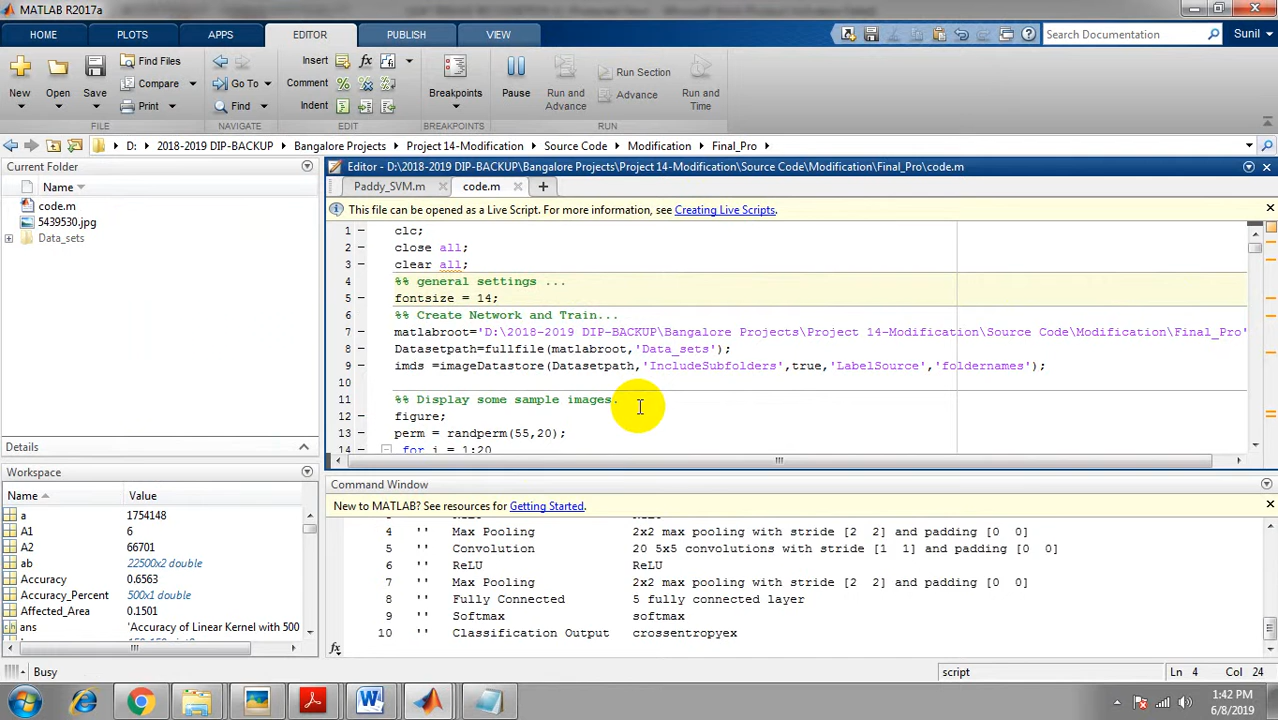 MATLAB R2017a
HOME PLOTS APPS EDITOR PUBLISH VIEW Search Documentation Sunil
New Open Save Find Files Compare Print
FILE
Go To Find
NAVIGATE
Insert fx
Comment %
Indent
EDIT
Breakpoints
BREAKPOINTS
Pause Run and Advance Run Section Advance Run and Time
RUN
D: 2018-2019 DIP-BACKUP Bangalore Projects Project 14-Modification Source Code Modification Final_Pro
Current Folder
Name
code.m
5439530.jpg
Data_sets
Details
Workspace
Name Value
a 1754148
A1 6
A2 66701
ab 22500x2 double
Accuracy 0.6563
Accuracy_Percent 500x1 double
Affected_Area 0.1501
ans 'Accuracy of Linear Kernel with 500
Editor - D:\2018-2019 DIP-BACKUP\Bangalore Projects\Project 14-Modification\Source Code\Modification\Final_Pro\code.m
Paddy_SVM.m code.m
This file can be opened as a Live Script. For more information, see Creating Live Scripts.
1 clc;
2 close all;
3 clear all;
4 %% general settings ...
5 fontsize = 14;
6 %% Create Network and Train...
7 matlabroot='D:\2018-2019 DIP-BACKUP\Bangalore Projects\Project 14-Modification\Source Code\Modification\Final_Pro'
8 Datasetpath=fullfile(matlabroot,'Data_sets');
9 imds =imageDatastore(Datasetpath,'IncludeSubfolders',true,'LabelSource','foldernames');
10
11 %% Display some sample images.
12 figure;
13 perm = randperm(55,20);
14 for i = 1:20
Command Window
New to MATLAB? See resources for Getting Started.
4 '' Max Pooling 2x2 max pooling with stride [2 2] and padding [0 0]
5 '' Convolution 20 5x5 convolutions with stride [1 1] and padding [0 0]
6 '' ReLU ReLU
7 '' Max Pooling 2x2 max pooling with stride [2 2] and padding [0 0]
8 '' Fully Connected 5 fully connected layer
9 '' Softmax softmax
10 '' Classification Output crossentropyex
fx
Busy script Ln 4 Col 24
1:42 PM
6/8/2019